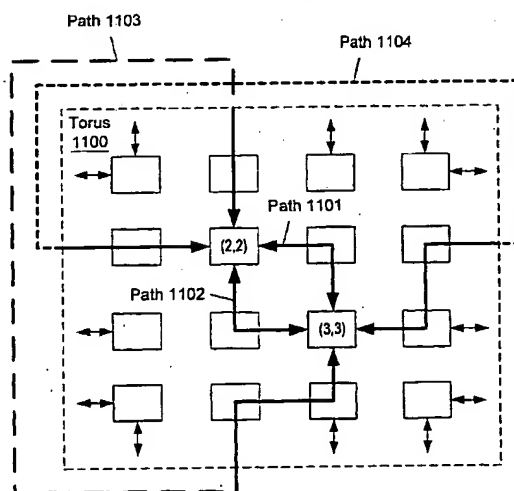 Path 1103
Path 1104
Torus
1100
Path 1101
(2,2)
Path 1102
(3,3)